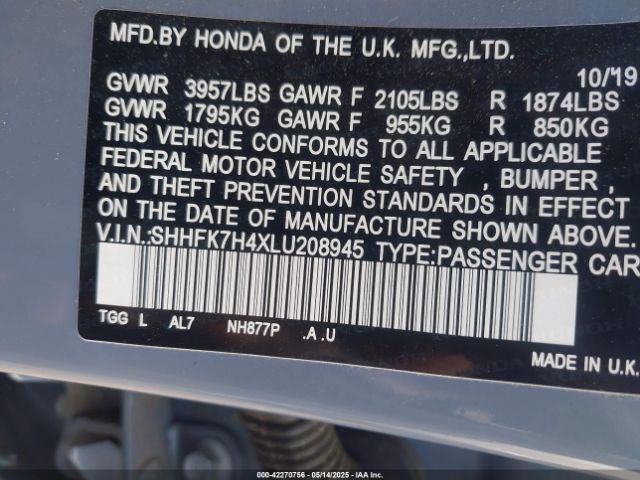 MFD.BY HONDA OF THE U.K. MFG.,LTD.
10/'19
GVWR 3957LBS GAWR F 2105LBS R 1874LBS
GVWR 1795KG GAWR F 955KG R 850KG
THIS VEHICLE CONFORMS TO ALL APPLICABLE
FEDERAL MOTOR VEHICLE SAFETY , BUMPER ,
AND THEFT PREVENTION STANDARDS IN EFFECT
ON THE DATE OF MANUFACTURE SHOWN ABOVE.
V.I.N.:SHHFK7H4XLU208945 TYPE:PASSENGER CAR
TGG L AL7 NH877P .A .U
MADE IN U.K.
000-42270756 - 05/14/2025 - IAA Inc.